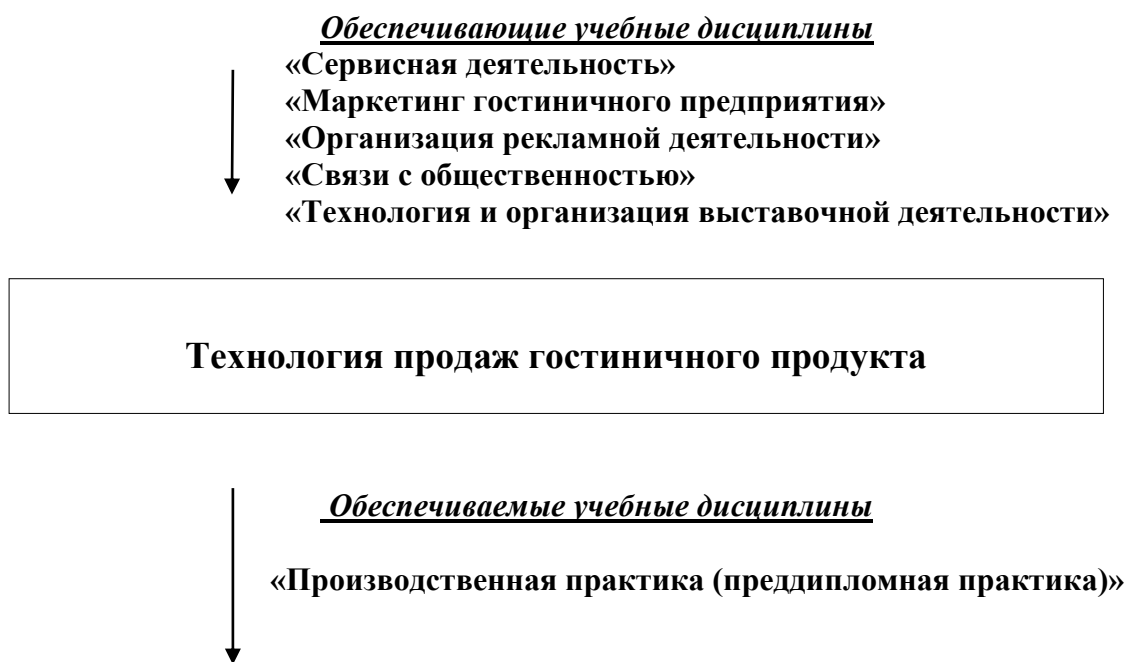 Обеспечивающие учебные дисциплины
«Сервисная деятельность»
«Маркетинг гостиничного предприятия»
«Организация рекламной деятельности»
«Связи с общественностью»
«Технология и организация выставочной деятельности»
Технология продаж гостиничного продукта
Обеспечиваемые учебные дисциплины
«Производственная практика (преддипломная практика)»